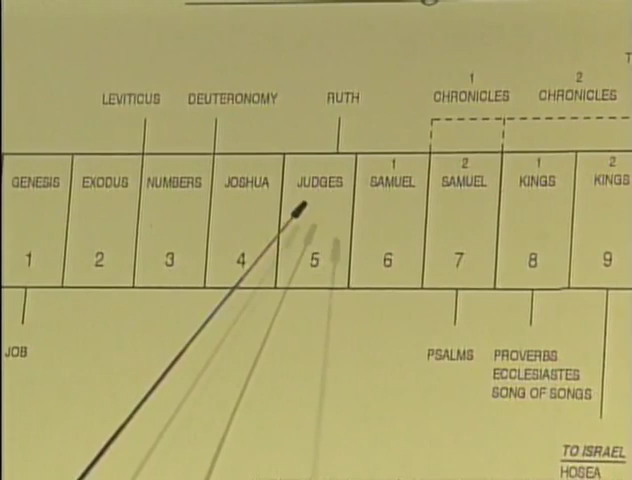 1
2
CHRONICLES
CHRONICLES
LEVITICUS
DEUTERONOMY
RUTH
GENESIS
EXODUS
NUMBERS
JOSHUA
JUDGES
1
SAMUEL
2
SAMUEL
1
KINGS
2
KINGS
1
2
3
4
5
6
7
8
9
JOB
PSALMS
PROVERBS
ECCLESIASTES
SONG OF SONGS
TO ISRAEL
HOSEA